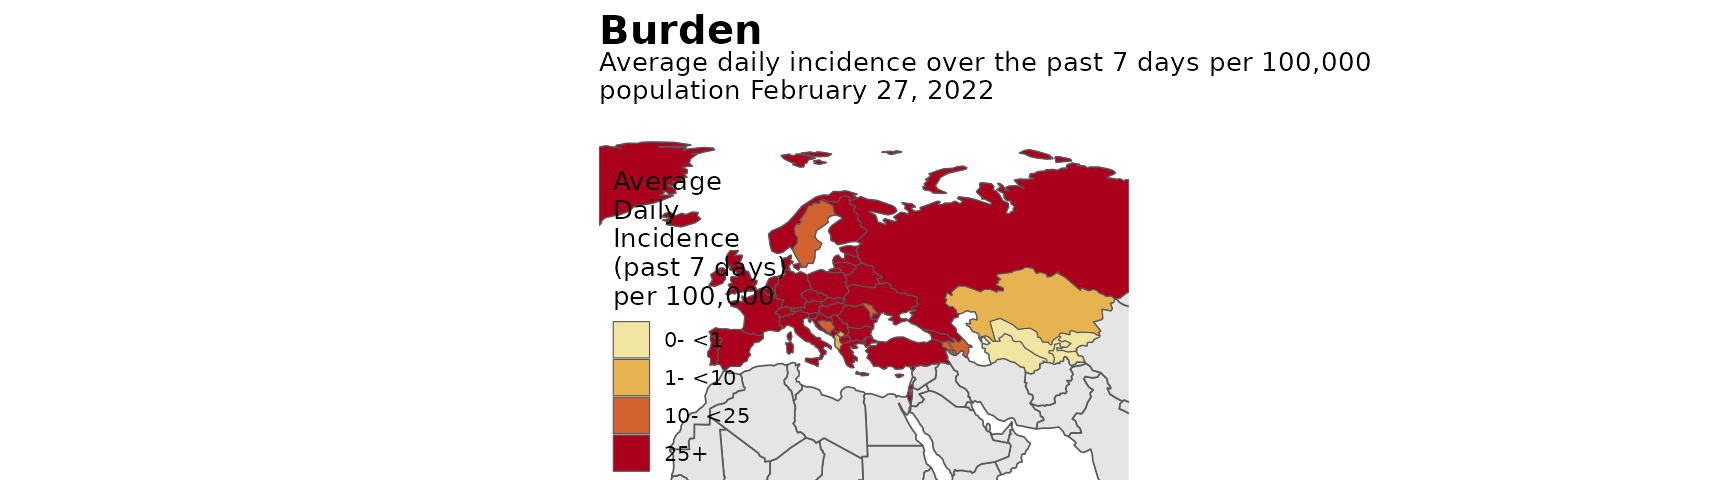 Burden
Average daily incidence over the past 7 days per 100,000
population February 27, 2022
Average
Daily
Incidence
(past 7 days)
per 100,000
0- <1
1- <10
10- <25
25+